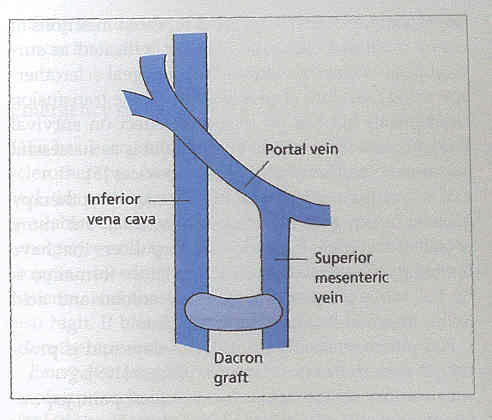 Portal vein
Inferior
vena cava
Superior
mesenteric
vein
Dacron
graft